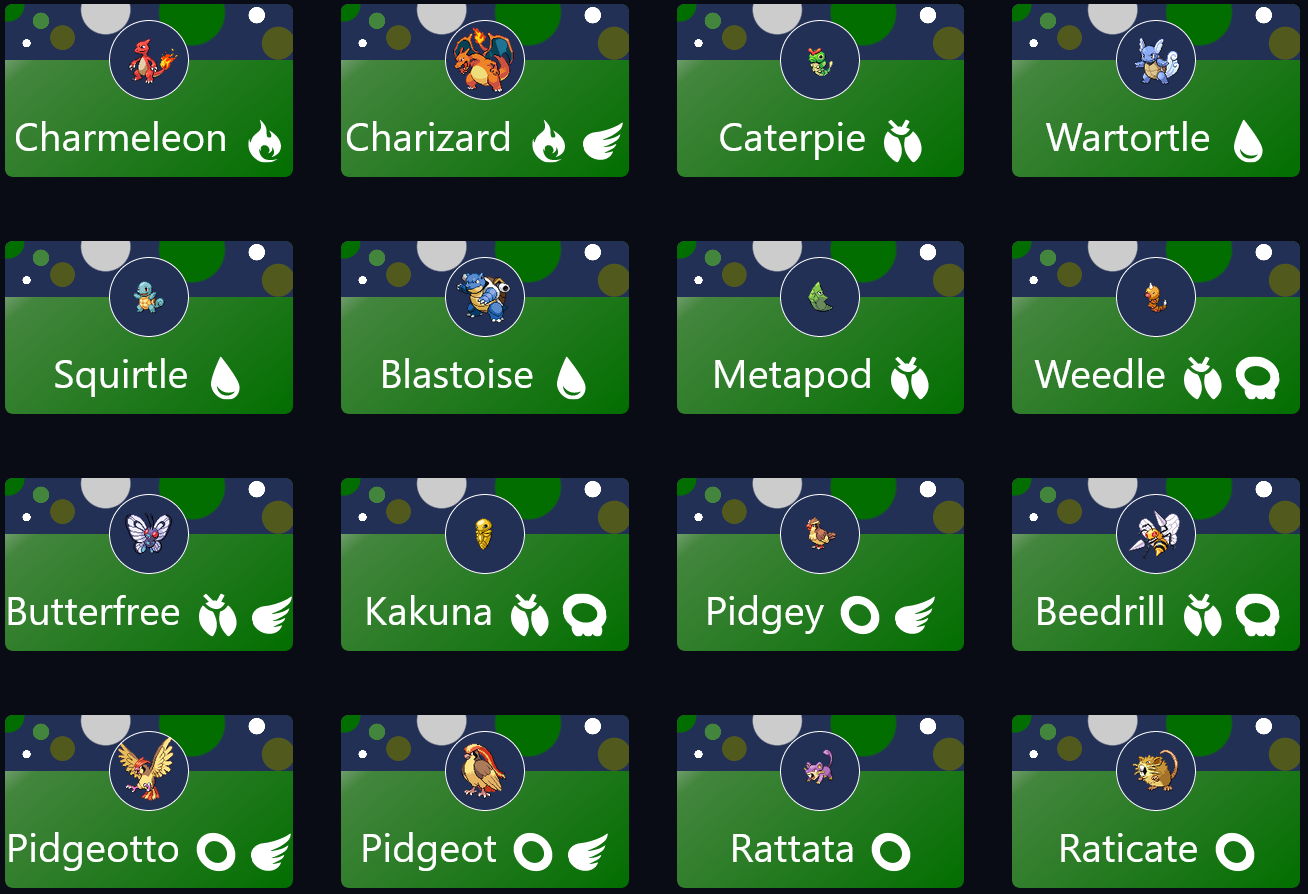 Charmeleon
Charizard
Caterpie
Wartortle
Squirtle
Blastoise
Metapod
Weedle
Butterfree
Kakuna
Pidgey
Beedrill
Pidgeotto
Pidgeot
Rattata
Raticate